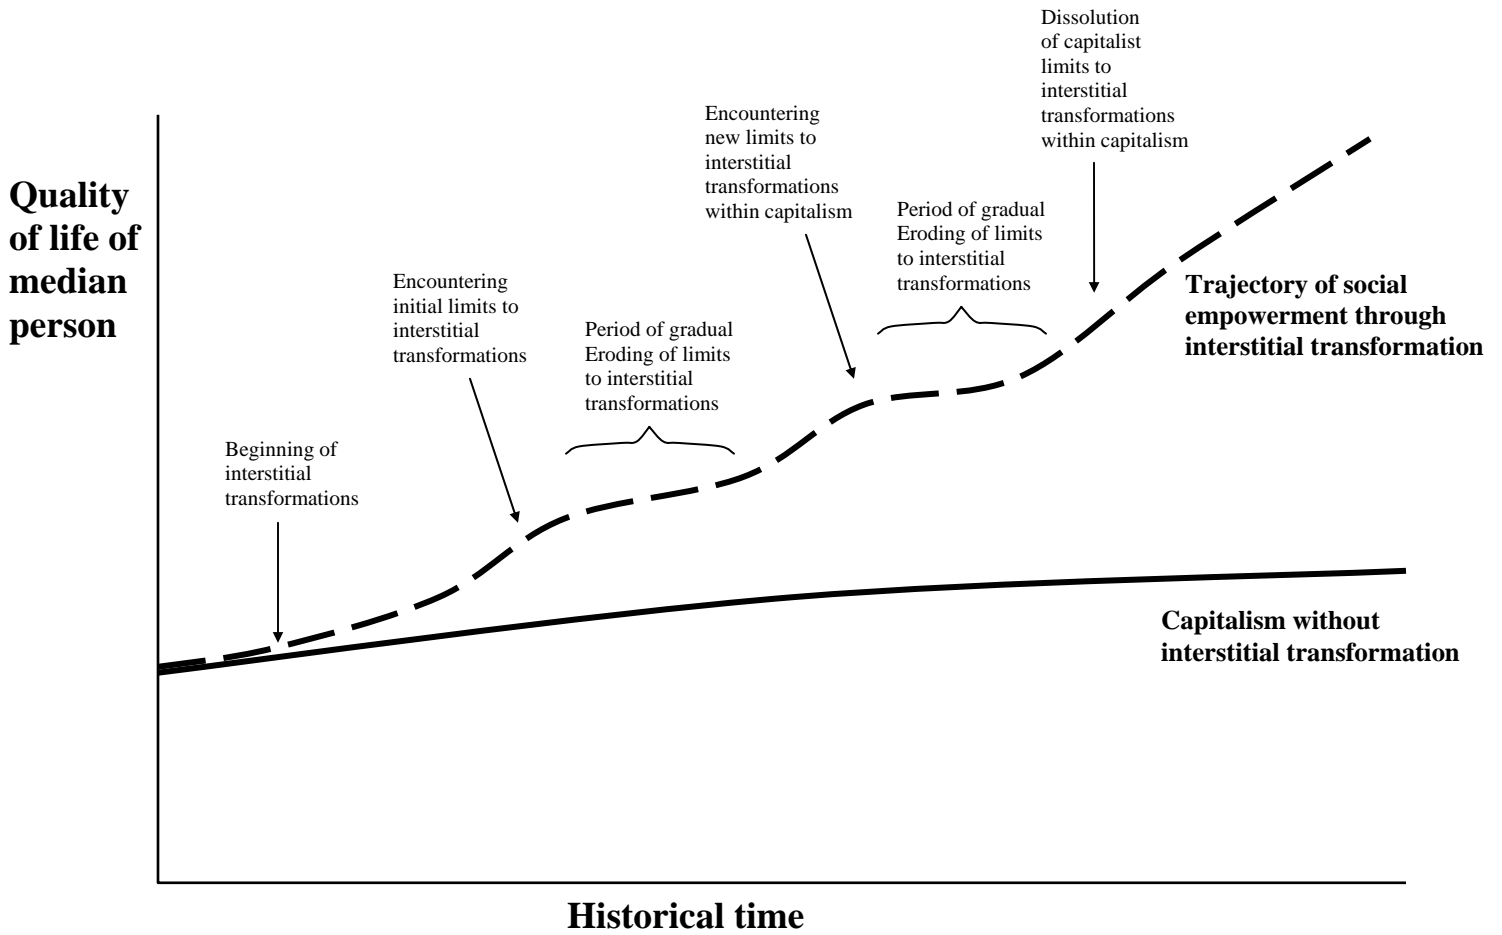 Dissolution
of capitalist
limits to
interstitial
transformations
within capitalism
Encountering
new limits to
interstitial
transformations
within capitalism
Quality
of life of
median
person
Period of gradual
Eroding of limits
to interstitial
transformations
Encountering
initial limits to
interstitial
transformations
Trajectory of social
empowerment through
interstitial transformation
Period of gradual
Eroding of limits
to interstitial
transformations
Beginning of
interstitial
transformations
Capitalism without
interstitial transformation
Historical time